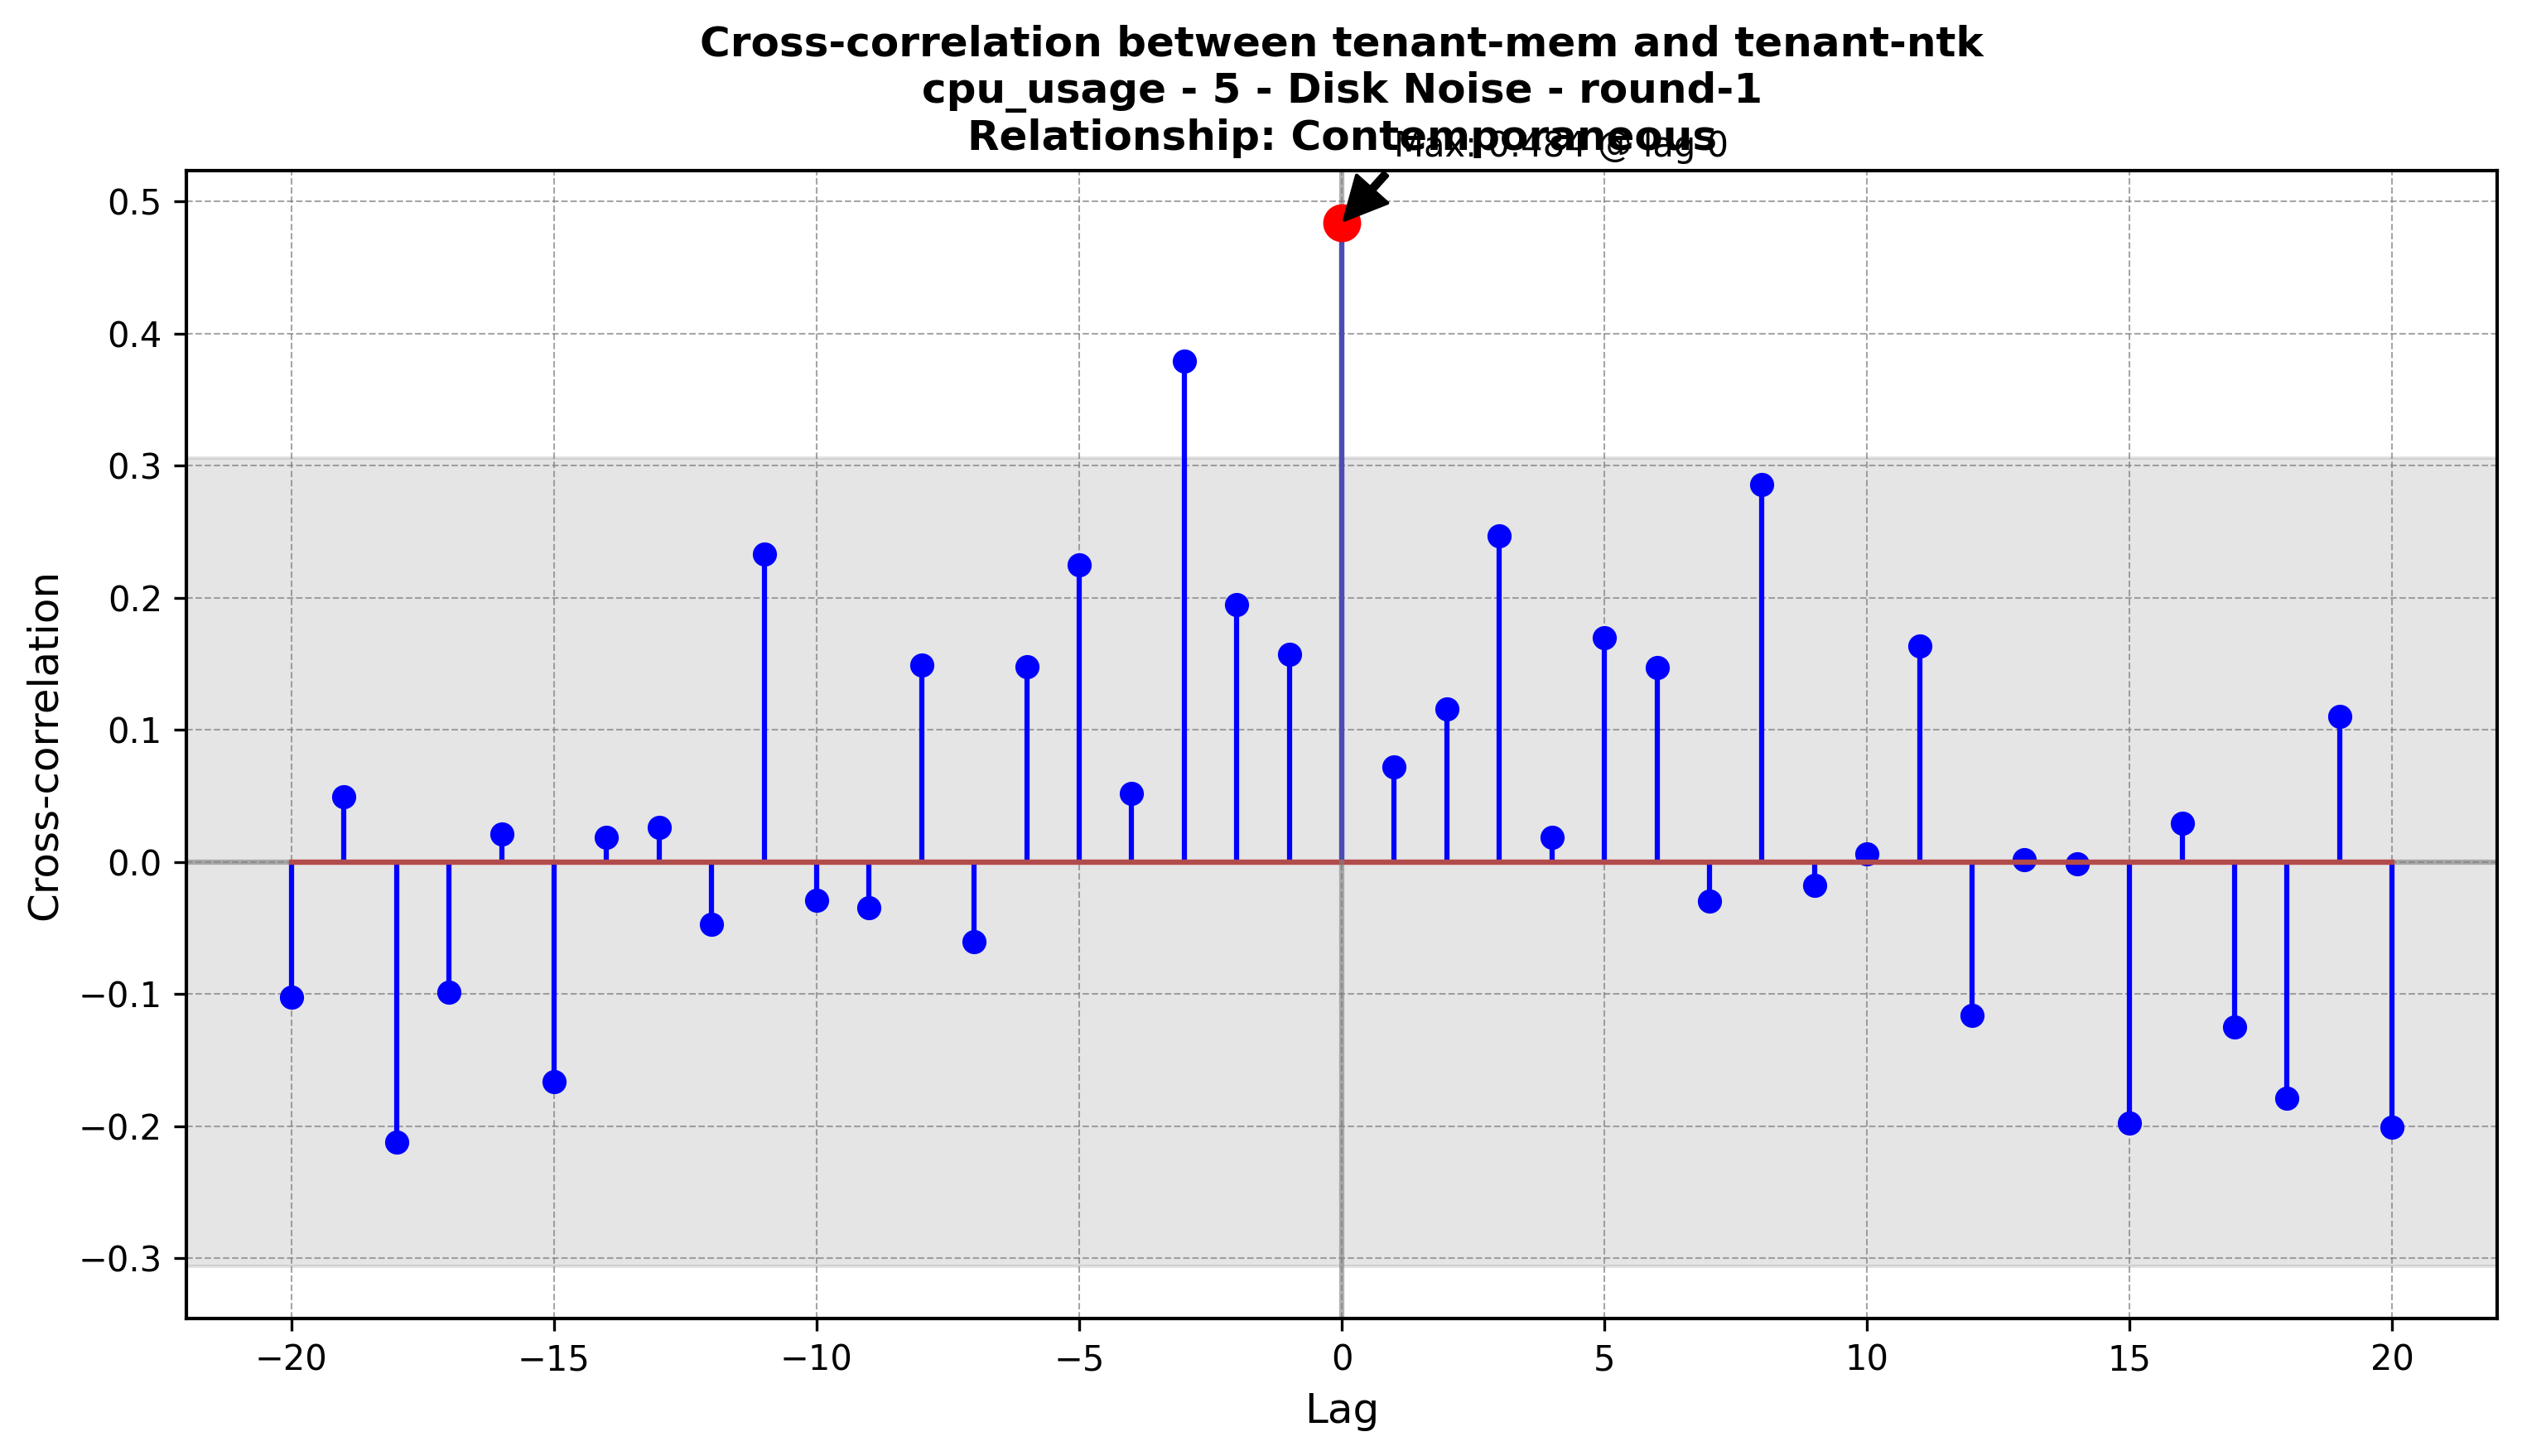 Cross-correlation between tenant-mem and tenant-ntk
cpu_usage - 5 - Disk Noise - round-1
Relationship: Contemporaneous
Max: 0.484 @ lag 0
0.5
0.4
0.3
0.2
0.1
0.0
−0.1
−0.2
−0.3
Cross-correlation
−20 −15 −10 −5 0 5 10 15 20
Lag